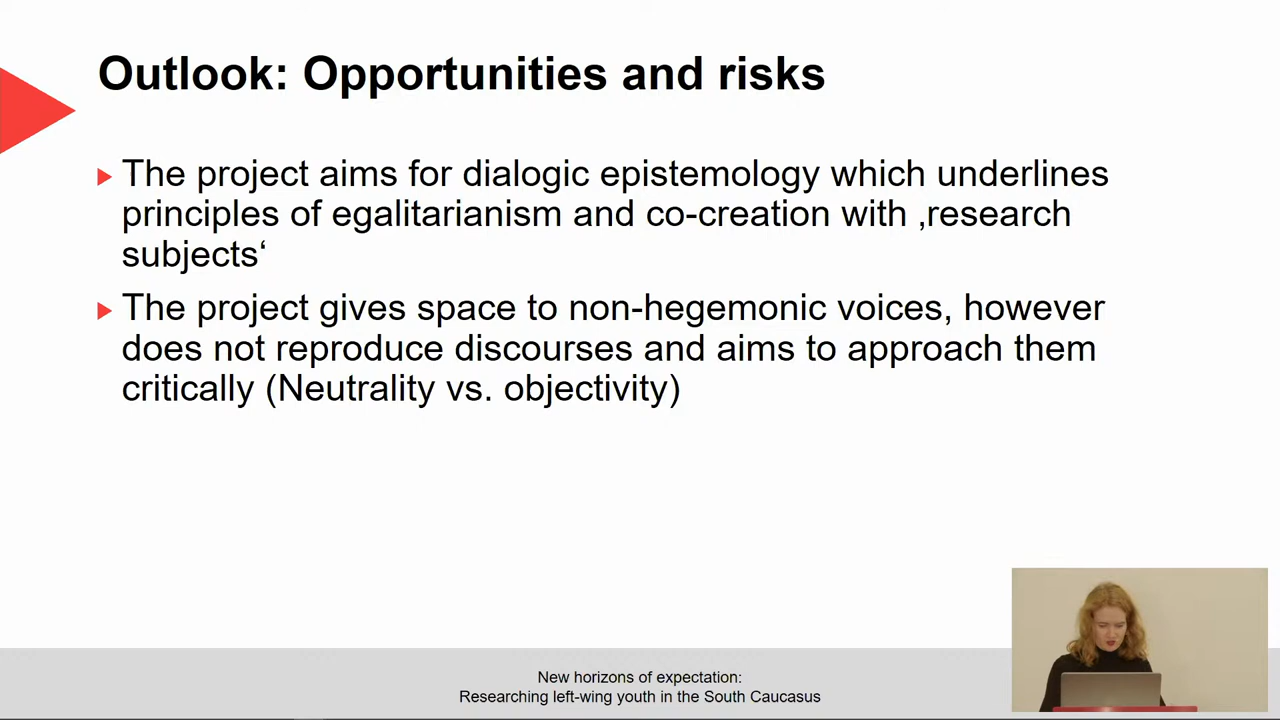 Outlook: Opportunities and risks
The project aims for dialogic epistemology which underlines
principles of egalitarianism and co-creation with ‚research
subjects‘
The project gives space to non-hegemonic voices, however
does not reproduce discourses and aims to approach them
critically (Neutrality vs. objectivity)
New horizons of expectation:
Researching left-wing youth in the South Caucasus